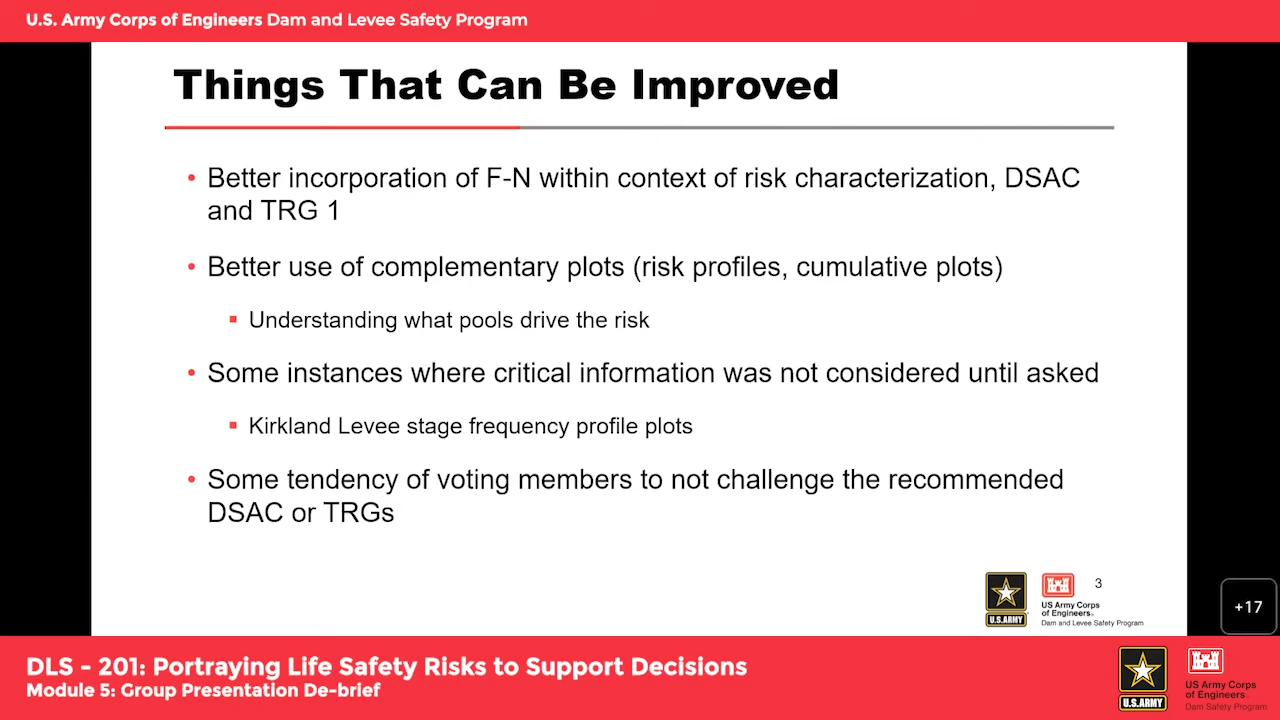 U.S. Army Corps of Engineers Dam and Levee Safety Program
Things That Can Be Improved
• Better incorporation of F-N within context of risk characterization, DSAC
and TRG 1
• Better use of complementary plots (risk profiles, cumulative plots)
▪ Understanding what pools drive the risk
• Some instances where critical information was not considered until asked
▪ Kirkland Levee stage frequency profile plots
• Some tendency of voting members to not challenge the recommended
DSAC or TRGs
U.S.ARMY
US Army Corps
of Engineers
Dam and Levee Safety Program
3
+17
DLS - 201: Portraying Life Safety Risks to Support Decisions
Module 5: Group Presentation De-brief
U.S.ARMY
US Army Corps
of Engineers
Dam Safety Program